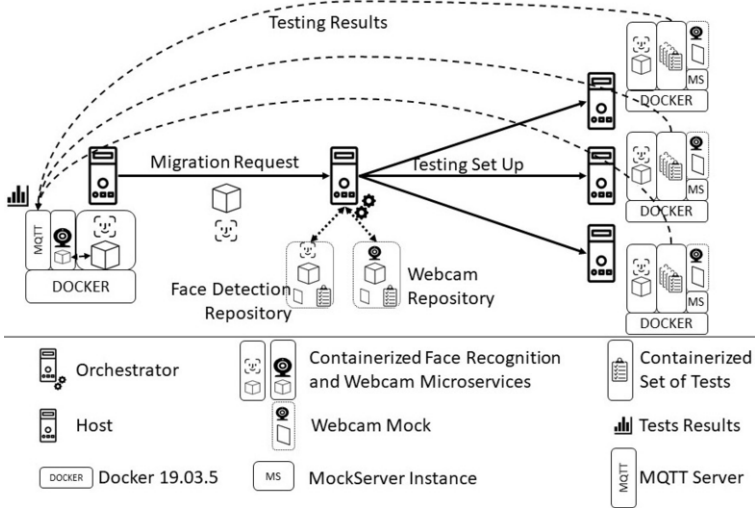 Testing Results
MS
DOCKER
Migration Request
Testing Set Up
MS
DOCKER
MQTT
DOCKER
Face Detection
Repository
Webcam
Repository
MS
DOCKER
Orchestrator
Containerized Face Recognition
and Webcam Microservices
Containerized
Set of Tests
Host
Webcam Mock
Tests Results
DOCKER Docker 19.03.5
MS MockServer Instance
MQTT MQTT Server